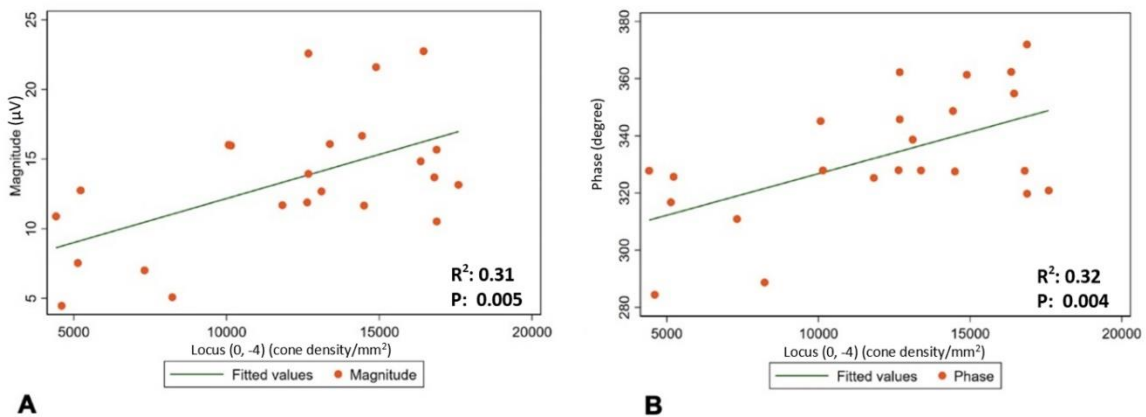 25
20
15
10
5
Magnitude (µV)
R²: 0.31
P: 0.005
5000 10000 15000 20000
Locus (0, -4) (cone density/mm²)
Fitted values Magnitude
A
380
360
340
320
300
280
Phase (degree)
R²: 0.32
P: 0.004
5000 10000 15000 20000
Locus (0, -4) (cone density/mm²)
Fitted values Phase
B